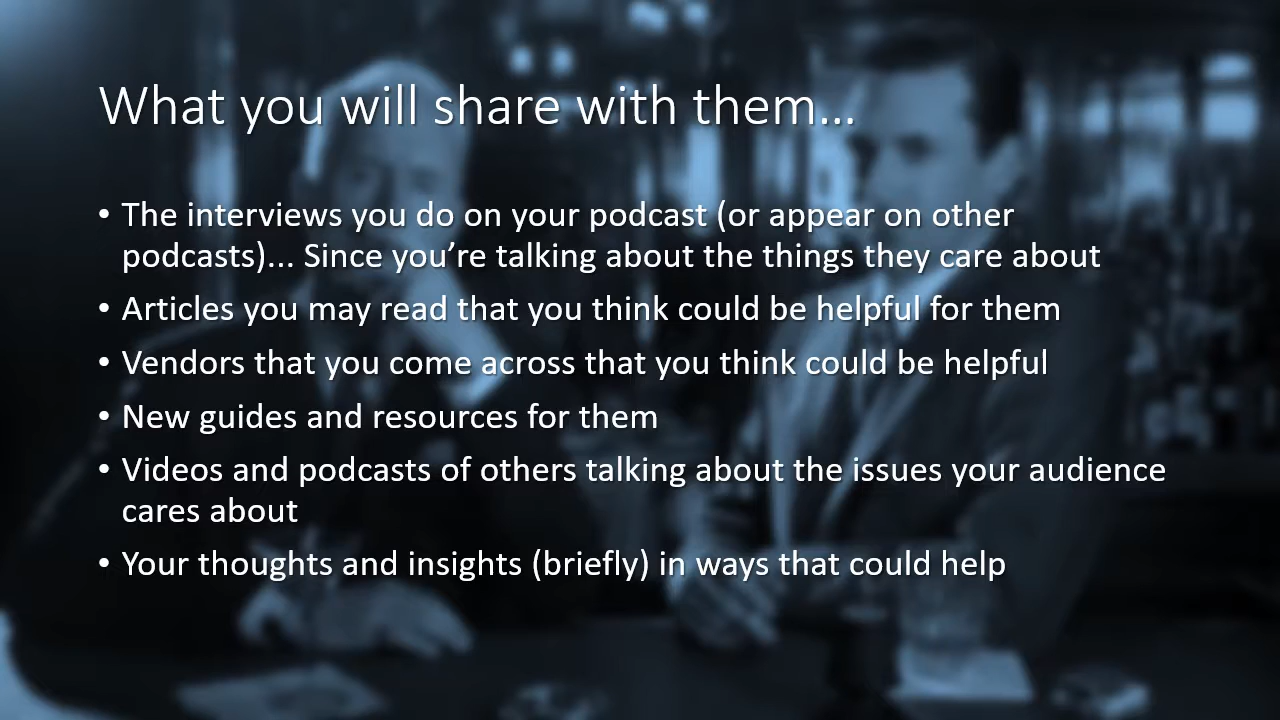 What you will share with them…
• The interviews you do on your podcast (or appear on other
podcasts)... Since you’re talking about the things they care about
• Articles you may read that you think could be helpful for them
• Vendors that you come across that you think could be helpful
• New guides and resources for them
• Videos and podcasts of others talking about the issues your audience
cares about
• Your thoughts and insights (briefly) in ways that could help